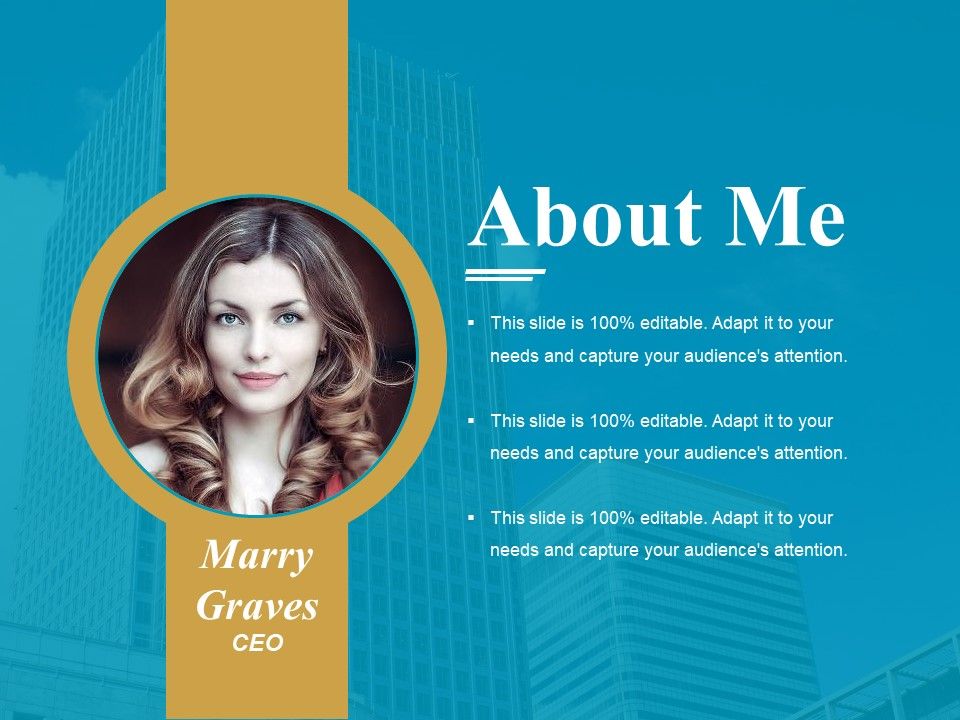 About Me
▪ This slide is 100% editable. Adapt it to your
needs and capture your audience's attention.
▪ This slide is 100% editable. Adapt it to your
needs and capture your audience's attention.
▪ This slide is 100% editable. Adapt it to your
needs and capture your audience's attention.
Marry
Graves
CEO